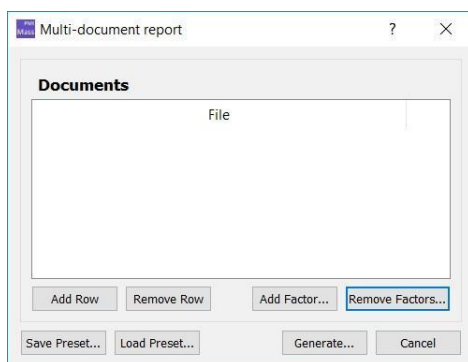 Mass Multi-document report ? ×
Documents
File
Add Row Remove Row Add Factor... Remove Factors...
Save Preset... Load Preset... Generate... Cancel